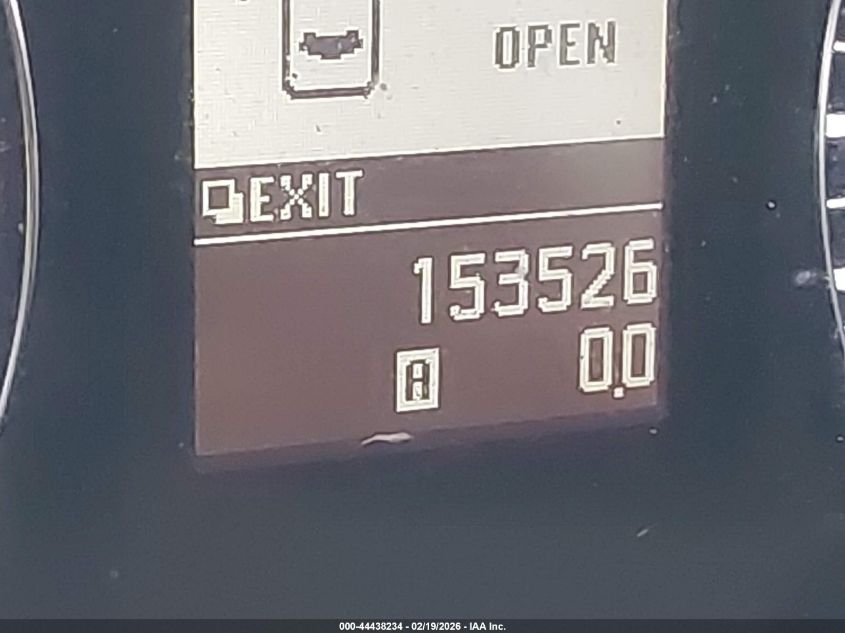 OPEN
EXIT
153526
A 0.0
000-44438234 - 02/19/2026 - IAA Inc.